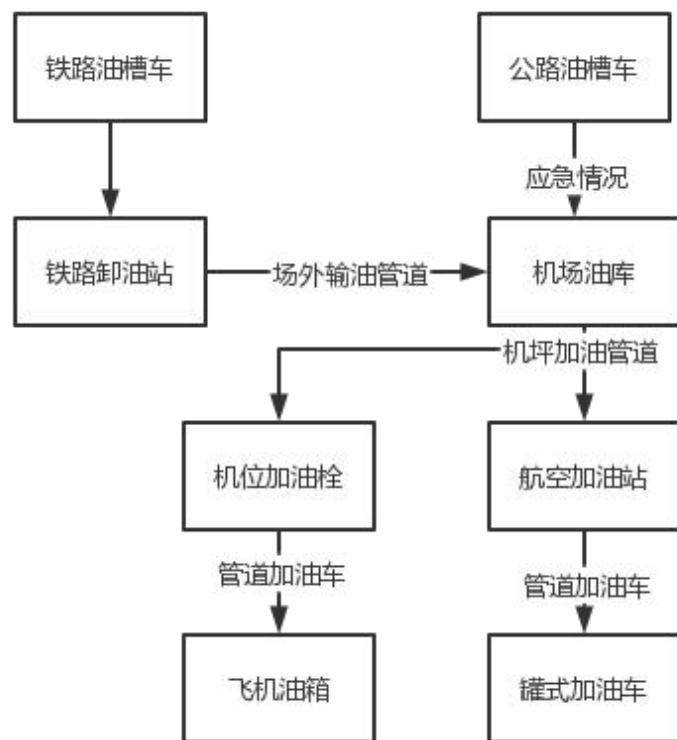 铁路油槽车
公路油槽车
应急情况
铁路卸油站
场外输油管道
机场油库
机坪加油管道
机位加油栓
航空加油站
管道加油车
管道加油车
飞机油箱
罐式加油车